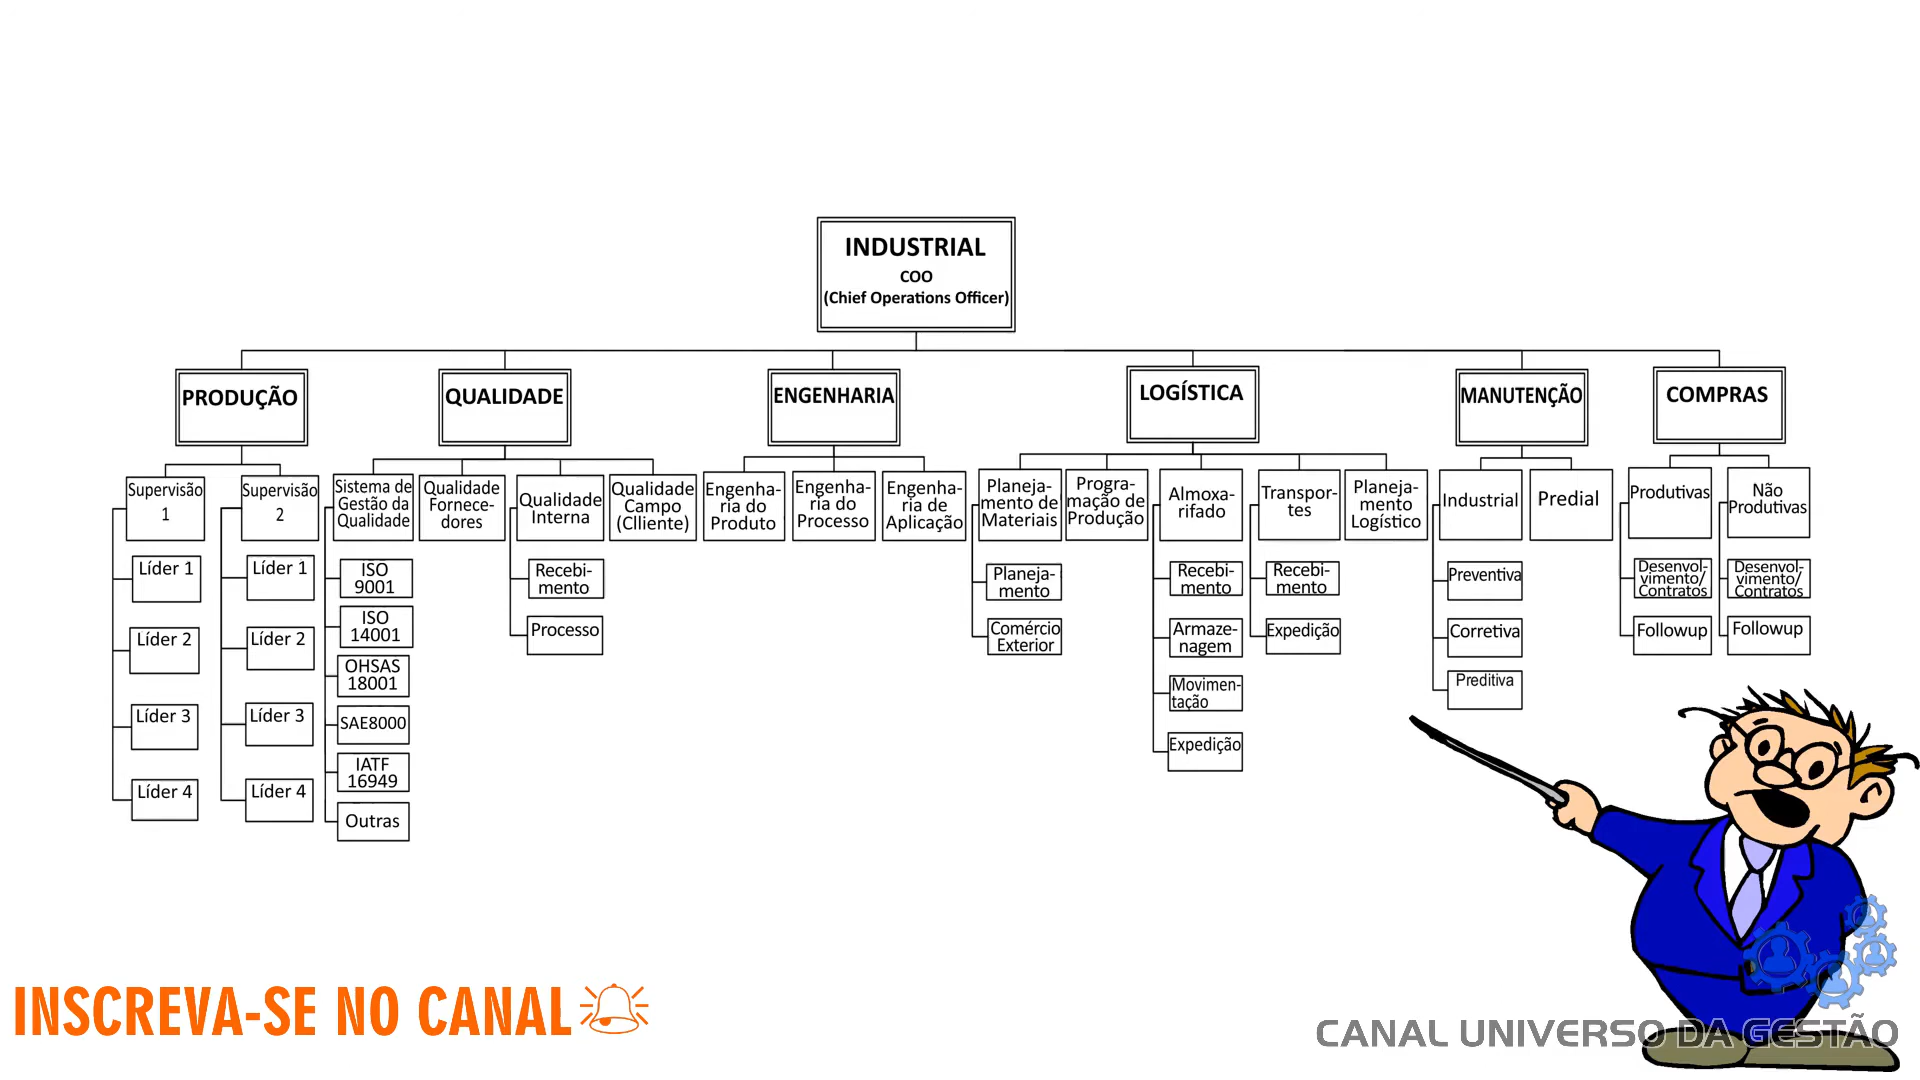 INDUSTRIAL
COO
(Chief Operations Officer)
PRODUÇÃO
QUALIDADE
ENGENHARIA
LOGÍSTICA
MANUTENÇÃO
COMPRAS
Supervisão
1
Líder 1
Líder 2
Líder 3
Líder 4
Supervisão
2
Líder 1
Líder 2
Líder 3
Líder 4
Sistema de
Gestão da
Qualidade
ISO
9001
ISO
14001
OHSAS
18001
SAE8000
IATF
16949
Outras
Qualidade
Fornece-
dores
Qualidade
Interna
Recebi-
mento
Processo
Qualidade
Campo
(Clliente)
Engenha-
ria do
Produto
Engenha-
ria do
Processo
Engenha-
ria de
Aplicação
Planeja-
mento de
Materiais
Planeja-
mento
Comércio
Exterior
Progra-
mação de
Produção
Almoxa-
rifado
Recebi-
mento
Armaze-
nagem
Movimen-
tação
Expedição
Transpor-
tes
Recebi-
mento
Expedição
Planeja-
mento
Logístico
Industrial
Preventiva
Corretiva
Preditiva
Predial
Produtivas
Desenvol-
vimento/
Contratos
Followup
Não
Produtivas
Desenvol-
vimento/
Contratos
Followup
INSCREVA-SE NO CANAL
CANAL UNIVERSO DA GESTÃO